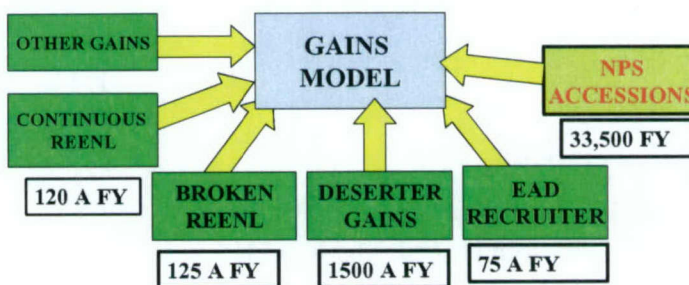 OTHER GAINS
GAINS
MODEL
NPS
ACCESSIONS
33,500 FY
CONTINUOUS
REENL
120 A FY
BROKEN
REENL
125 A FY
DESERTER
GAINS
1500 A FY
EAD
RECRUITER
75 A FY